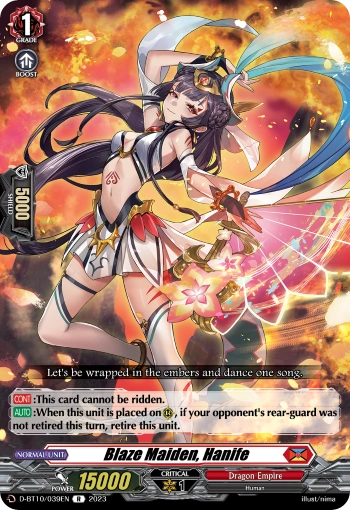 1
GRADE
BOOST
5000
SHIELD
Let's be wrapped in the embers and dance one song.
CONT:This card cannot be ridden.
AUTO:When this unit is placed on RC, if your opponent's rear-guard was
not retired this turn, retire this unit.
NORMAL UNIT
Blaze Maiden, Hanife
POWER 15000
CRITICAL
1
Dragon Empire
Human
D-BT10/039EN R 2023
illust/nima